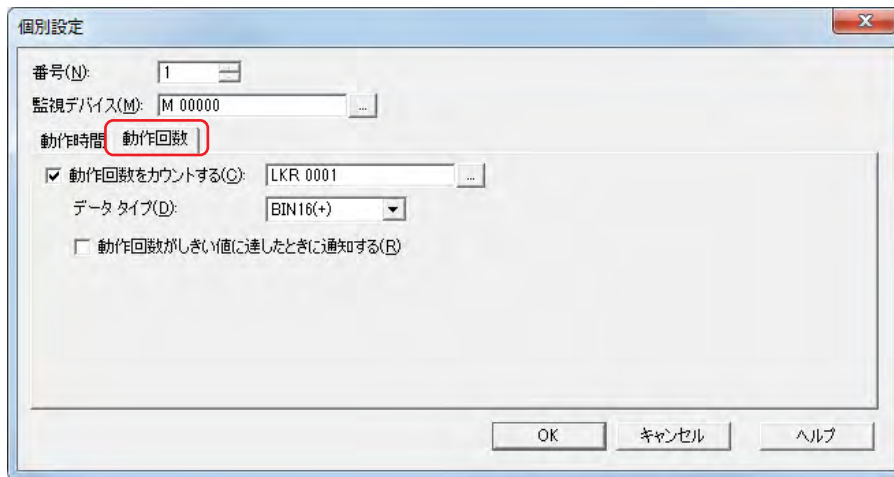 個別設定
番号(N): 1
監視デバイス(M): M 00000 ...
動作時間 動作回数
動作回数をカウントする(C): LKR 0001 ...
データ タイプ(D): BIN16(+)
動作回数がしきい値に達したときに通知する(R)
OK キャンセル ヘルプ